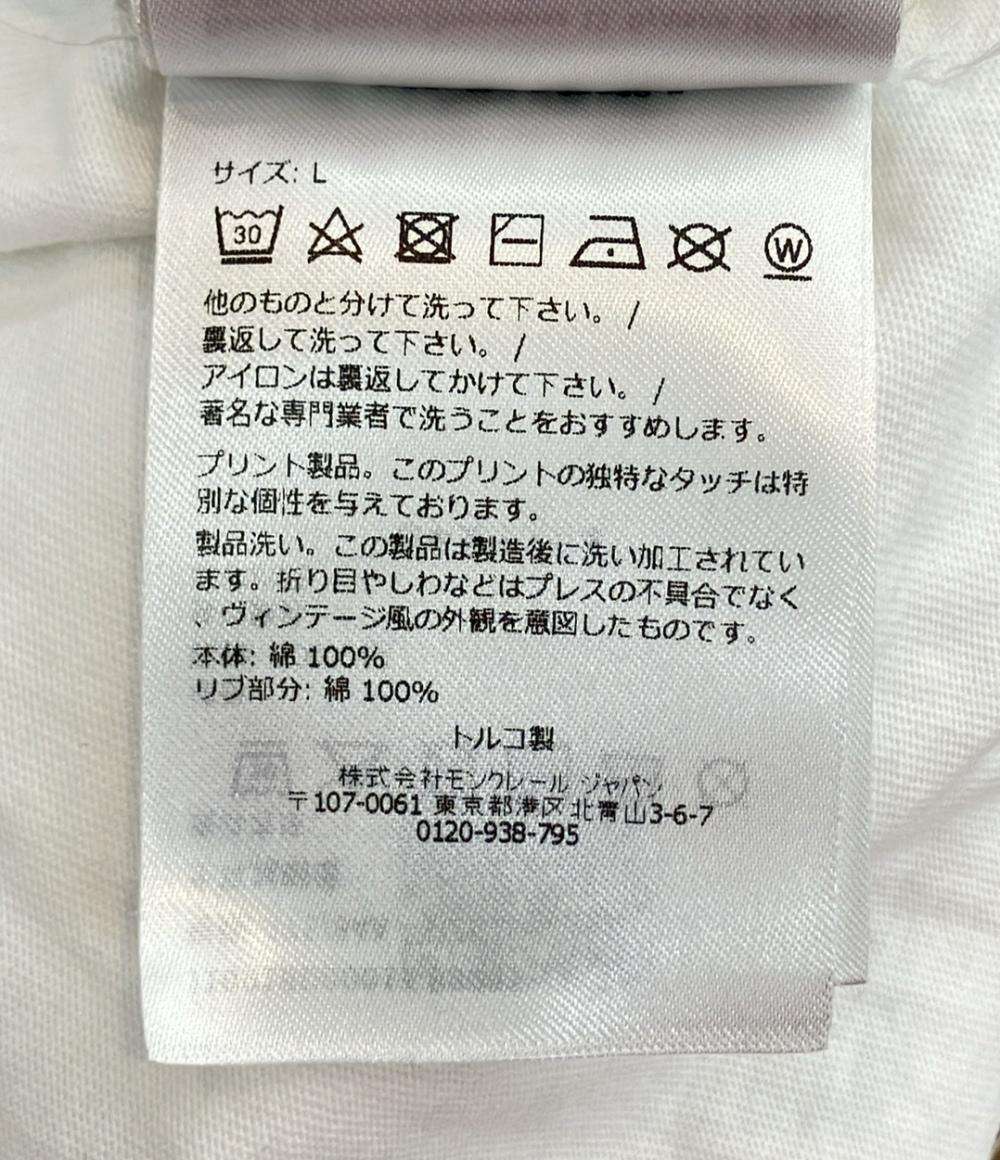 サイズ: L
30
W
他のものと分けて洗って下さい。 /
裏返して洗って下さい。 /
アイロンは裏返してかけて下さい。 /
著名な専門業者で洗うことをおすすめします。
プリント製品。このプリントの独特なタッチは特
別な個性を与えております。
製品洗い。この製品は製造後に洗い加工されてい
ます。折り目やしわなどはプレスの不具合でなく
、ヴィンテージ風の外観を意図したものです。
本体: 綿 100%
リブ部分: 綿 100%
トルコ製
株式会社モンクレール ジャパン
〒107-0061 東京都港区北青山3-6-7
0120-938-795